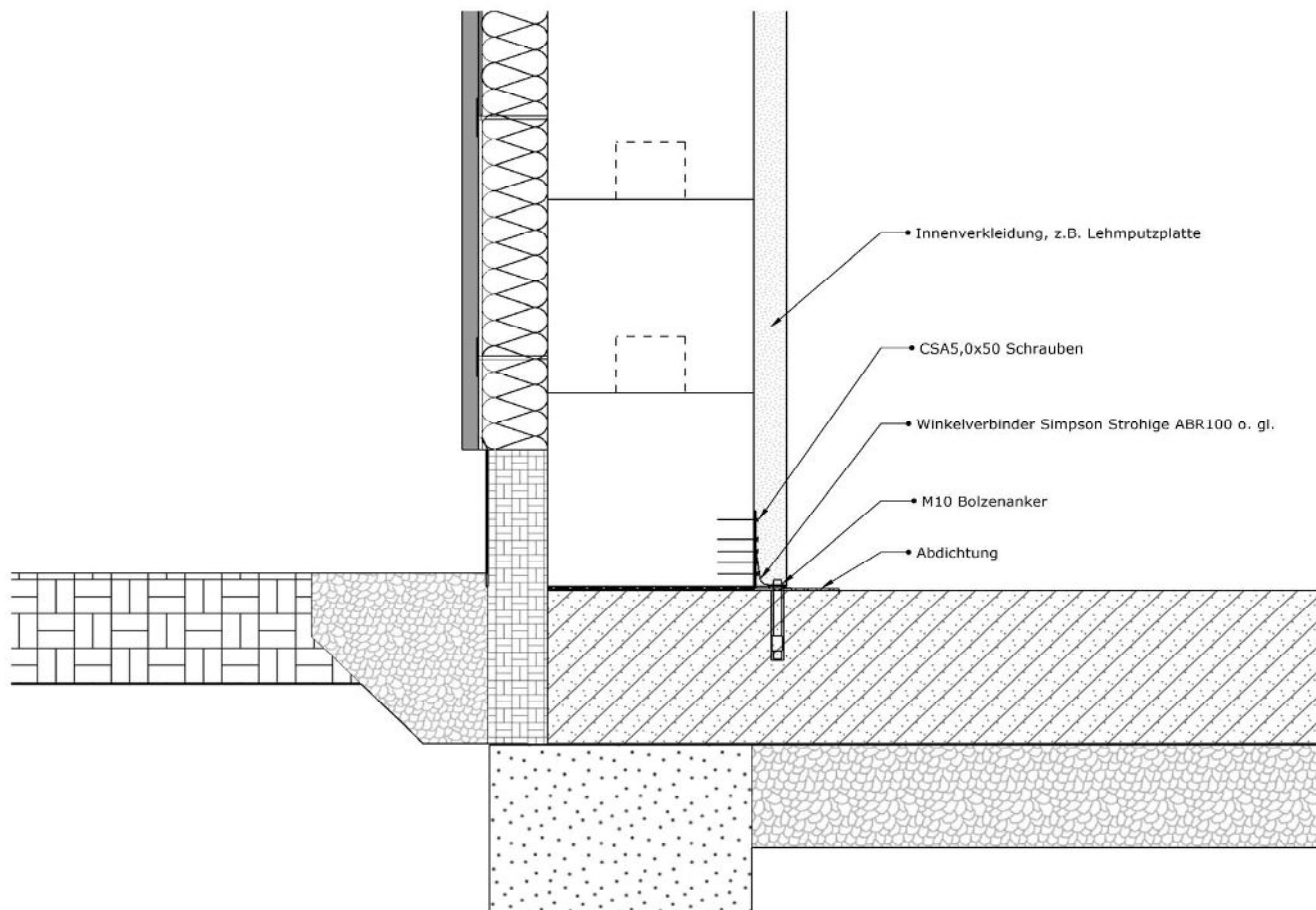 Innenverkleidung, z.B. Lehmputzplatte
CSA5,0x50 Schrauben
Winkelverbinder Simpson Strohige ABR100 o. gl.
M10 Bolzenanker
Abdichtung